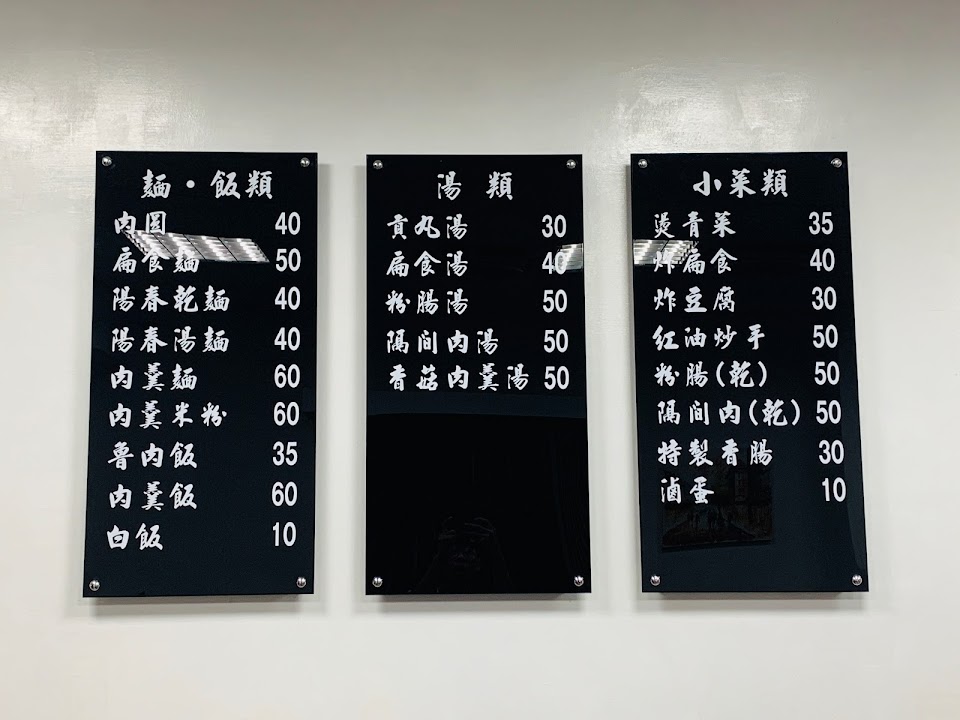 麵・飯類
肉圓 40
扁食麵 50
陽春乾麵 40
陽春湯麵 40
肉羹麵 60
肉羹米粉 60
魯肉飯 35
肉羹飯 60
白飯 10
湯類
貢丸湯 30
扁食湯 40
粉腸湯 50
隔間肉湯 50
香菇肉羹湯 50
小菜類
燙青菜 35
炸扁食 40
炸豆腐 30
紅油炒手 50
粉腸(乾) 50
隔間肉(乾) 50
特製香腸 30
滷蛋 10